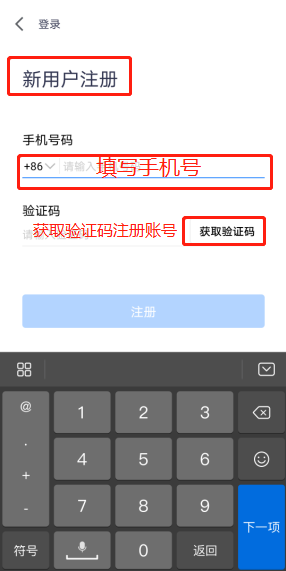 登录
新用户注册
手机号码
+86 请输入
填写手机号
验证码
获取验证码注册账号 获取验证码
注册
@ 1 2 3
. 4 5 6
+
- 7 8 9
下一项
符号 0 返回